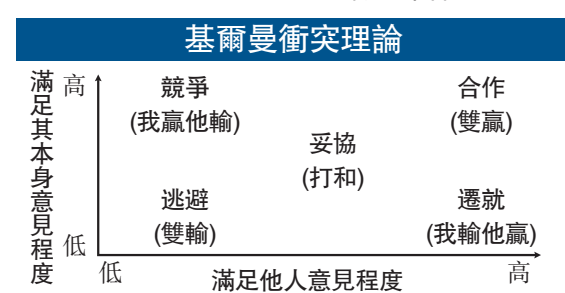 基爾曼衝突理論
滿足其本身意見程度
高
競爭
(我贏他輸)
合作
(雙贏)
妥協
(打和)
逃避
(雙輸)
遷就
(我輸他贏)
低
低
滿足他人意見程度
高